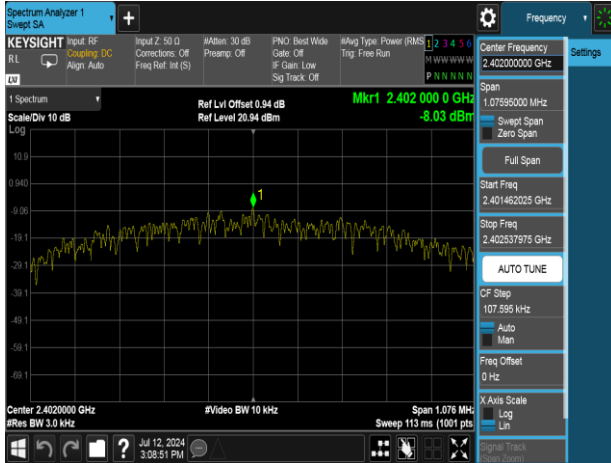 Spectrum Analyzer 1
Swept SA
+
Frequency
KEYSIGHT
RL
LXI
Input: RF
Coupling: DC
Align: Auto
Input Z: 50 Ω
Corrections: Off
Freq Ref: Int (S)
#Atten: 30 dB
Preamp: Off
PNO: Best Wide
Gate: Off
IF Gain: Low
Sig Track: Off
#Avg Type: Power (RMS
Trig: Free Run
1 2 3 4 5 6
M W W W W W
P N N N N N
1 Spectrum
Scale/Div 10 dB
Log
Ref Lvl Offset 0.94 dB
Ref Level 20.94 dBm
Mkr1 2.402 000 0 GHz
-8.03 dBm
10.9
0.940
-9.06
-19.1
-29.1
-39.1
-49.1
-59.1
-69.1
1
Center 2.4020000 GHz
#Res BW 3.0 kHz
#Video BW 10 kHz
Span 1.076 MHz
Sweep 113 ms (1001 pts
Jul 12, 2024
3:08:51 PM
?
Center Frequency
2.402000000 GHz
Settings
Span
1.07595000 MHz
Swept Span
Zero Span
Full Span
Start Freq
2.401462025 GHz
Stop Freq
2.402537975 GHz
AUTO TUNE
CF Step
107.595 kHz
Auto
Man
Freq Offset
0 Hz
X Axis Scale
Log
Lin
Signal Track
(Span Zoom)